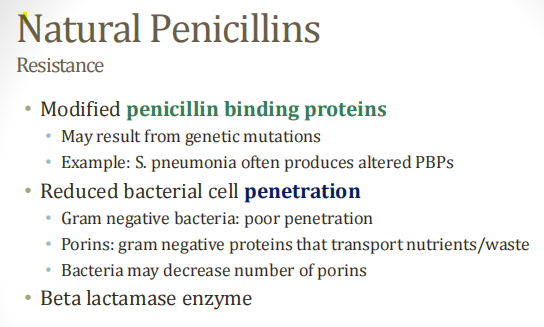 Natural Penicillins
Resistance
• Modified penicillin binding proteins
• May result from genetic mutations
• Example: S. pneumonia often produces altered PBPs
• Reduced bacterial cell penetration
• Gram negative bacteria: poor penetration
• Porins: gram negative proteins that transport nutrients/waste
• Bacteria may decrease number of porins
• Beta lactamase enzyme